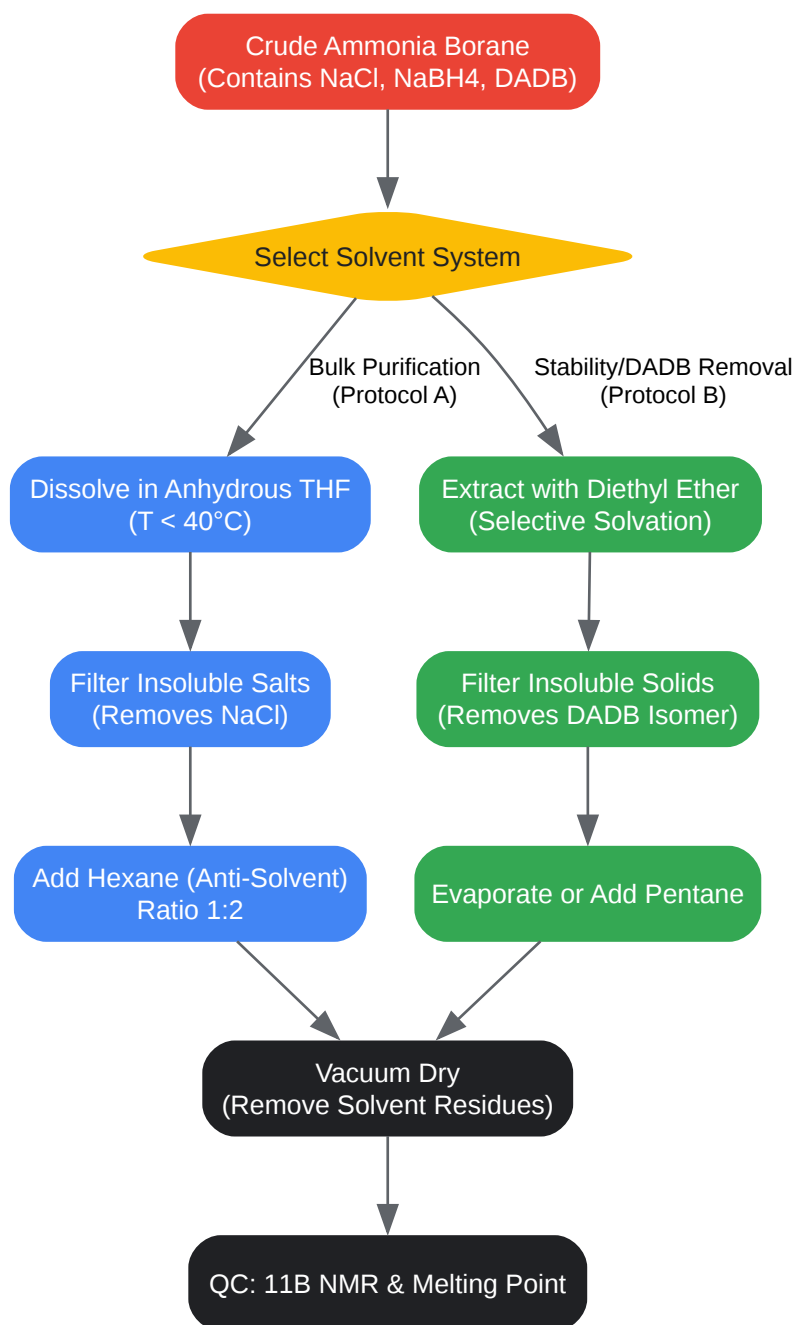 Crude Ammonia Borane
(Contains NaCl, NaBH4, DADB)
Select Solvent System
Bulk Purification
(Protocol A)
Stability/DADB Removal
(Protocol B)
Dissolve in Anhydrous THF
(T < 40°C)
Extract with Diethyl Ether
(Selective Solvation)
Filter Insoluble Salts
(Removes NaCl)
Filter Insoluble Solids
(Removes DADB Isomer)
Add Hexane (Anti-Solvent)
Ratio 1:2
Evaporate or Add Pentane
Vacuum Dry
(Remove Solvent Residues)
QC: 11B NMR & Melting Point